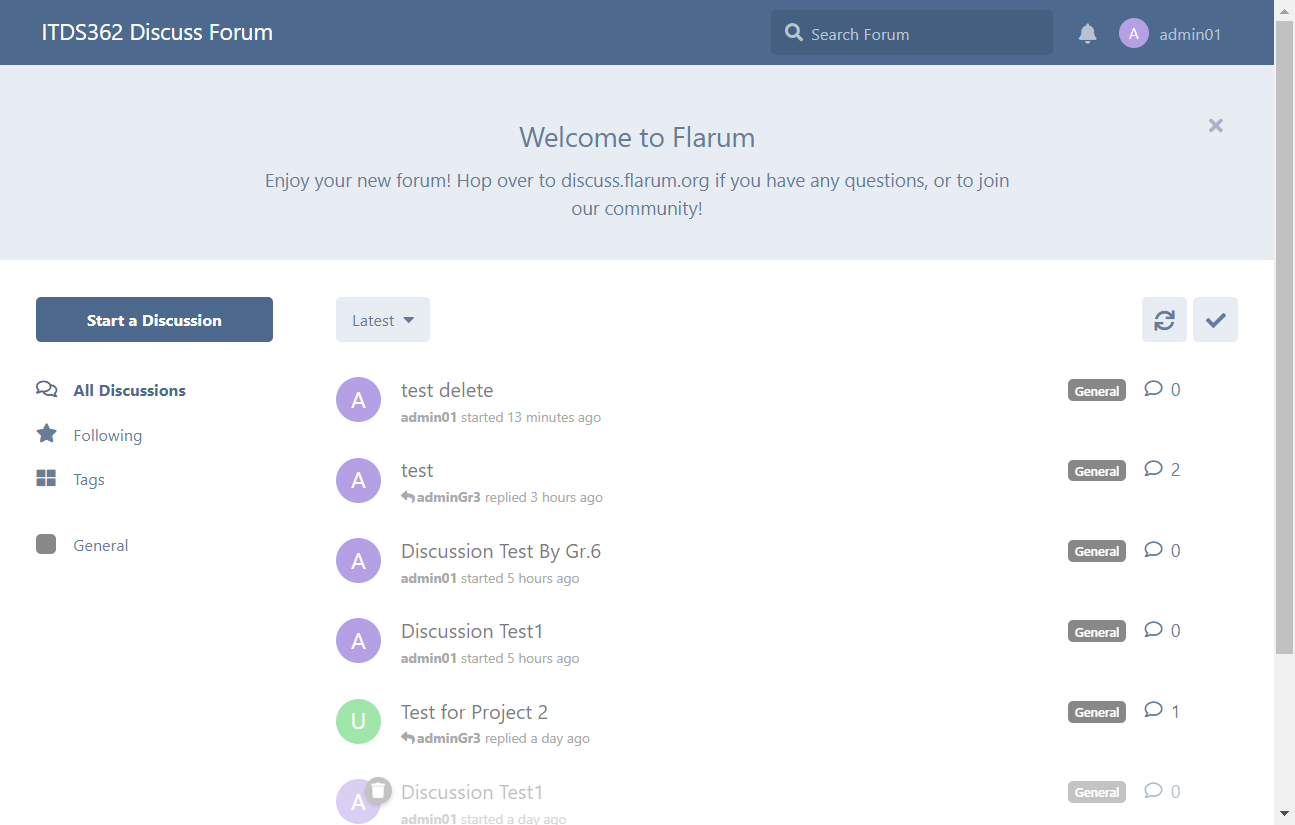 ITDS362 Discuss Forum
Search Forum
A
admin01
Welcome to Flarum
Enjoy your new forum! Hop over to discuss.flarum.org if you have any questions, or to join
our community!
Start a Discussion
Latest
All Discussions
Following
Tags
General
A
test delete
admin01 started 13 minutes ago
General
0
A
test
adminGr3 replied 3 hours ago
General
2
A
Discussion Test By Gr.6
admin01 started 5 hours ago
General
0
A
Discussion Test1
admin01 started 5 hours ago
General
0
U
Test for Project 2
adminGr3 replied a day ago
General
1
A
Discussion Test1
admin01 started a day ago
General
0